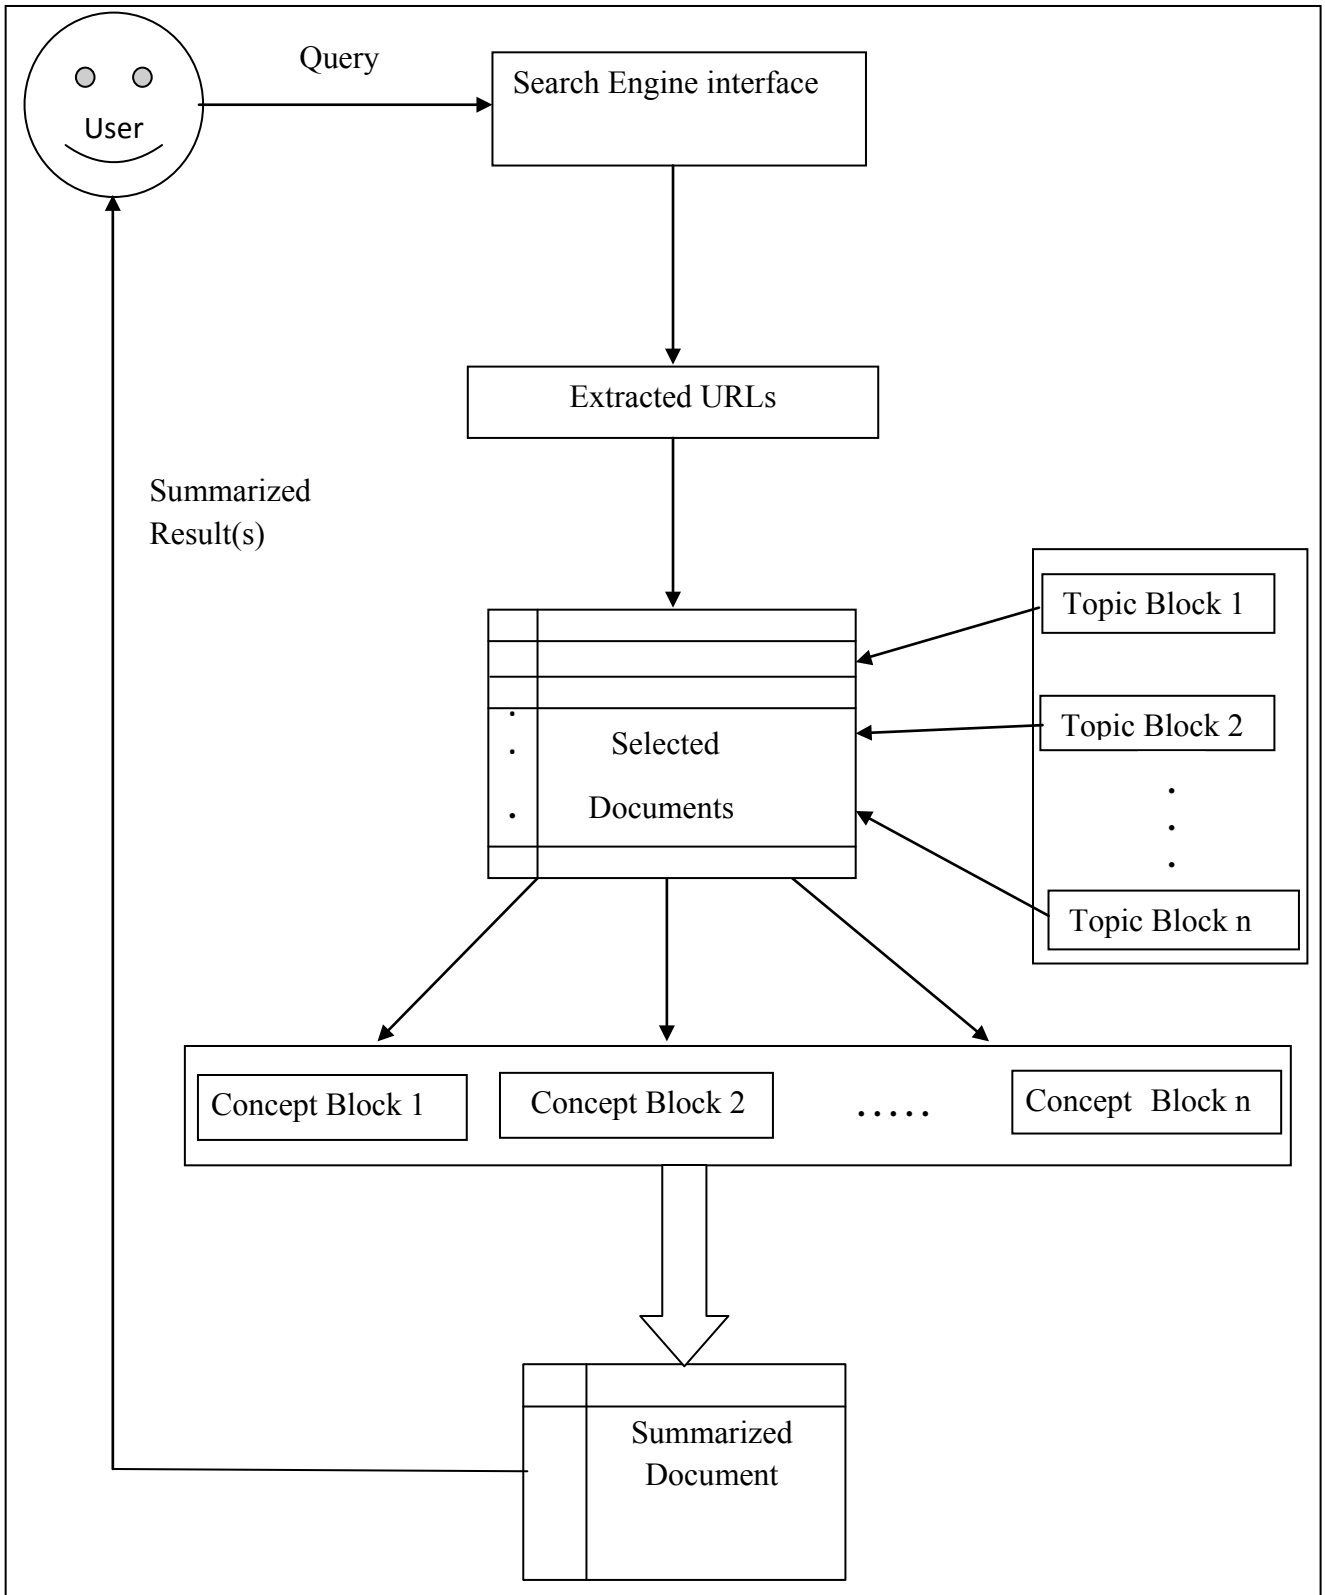 Query
Search Engine interface
User
Extracted URLs
Summarized
Result(s)
Topic Block 1
Topic Block 2
.
.
.
Topic Block n
.
.
.
Selected
Documents
Concept Block 1
Concept Block 2
.....
Concept Block n
Summarized
Document